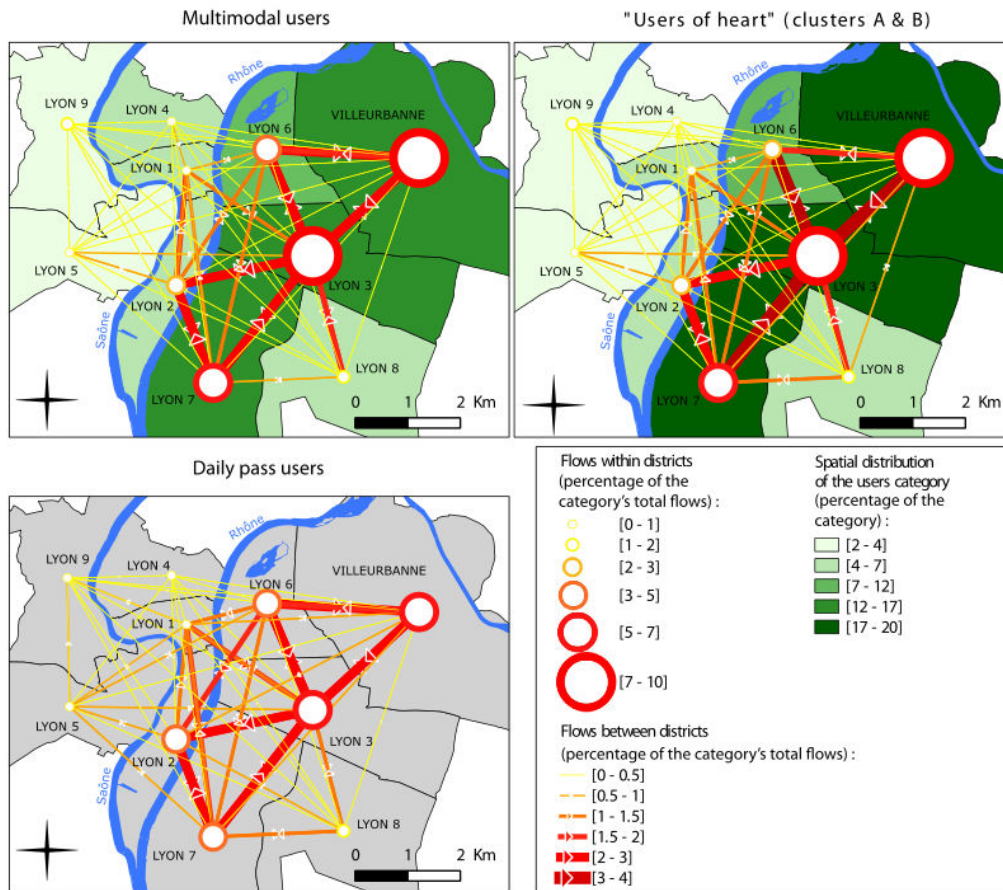 Multimodal users
"Users of heart" (clusters A & B)
Rhône
LYON 9
LYON 4
LYON 6
VILLEURBANNE
LYON 1
LYON 5
LYON 2
LYON 3
Saône
LYON 8
LYON 7
0 1 2 Km
Rhône
LYON 9
LYON 4
LYON 6
VILLEURBANNE
LYON 1
LYON 5
LYON 2
LYON 3
Saône
LYON 8
LYON 7
0 1 2 Km
Daily pass users
Rhône
LYON 9
LYON 4
LYON 6
VILLEURBANNE
LYON 1
LYON 5
LYON 2
LYON 3
Saône
LYON 8
LYON 7
0 1 2 Km
Flows within districts
(percentage of the
category's total flows) :
[0 - 1]
[1 - 2]
[2 - 3]
[3 - 5]
[5 - 7]
[7 - 10]
Flows between districts
(percentage of the category's total flows) :
[0 - 0.5]
[0.5 - 1]
[1 - 1.5]
[1.5 - 2]
[2 - 3]
[3 - 4]
Spatial distribution
of the users category
(percentage of the
category) :
[2 - 4]
[4 - 7]
[7 - 12]
[12 - 17]
[17 - 20]